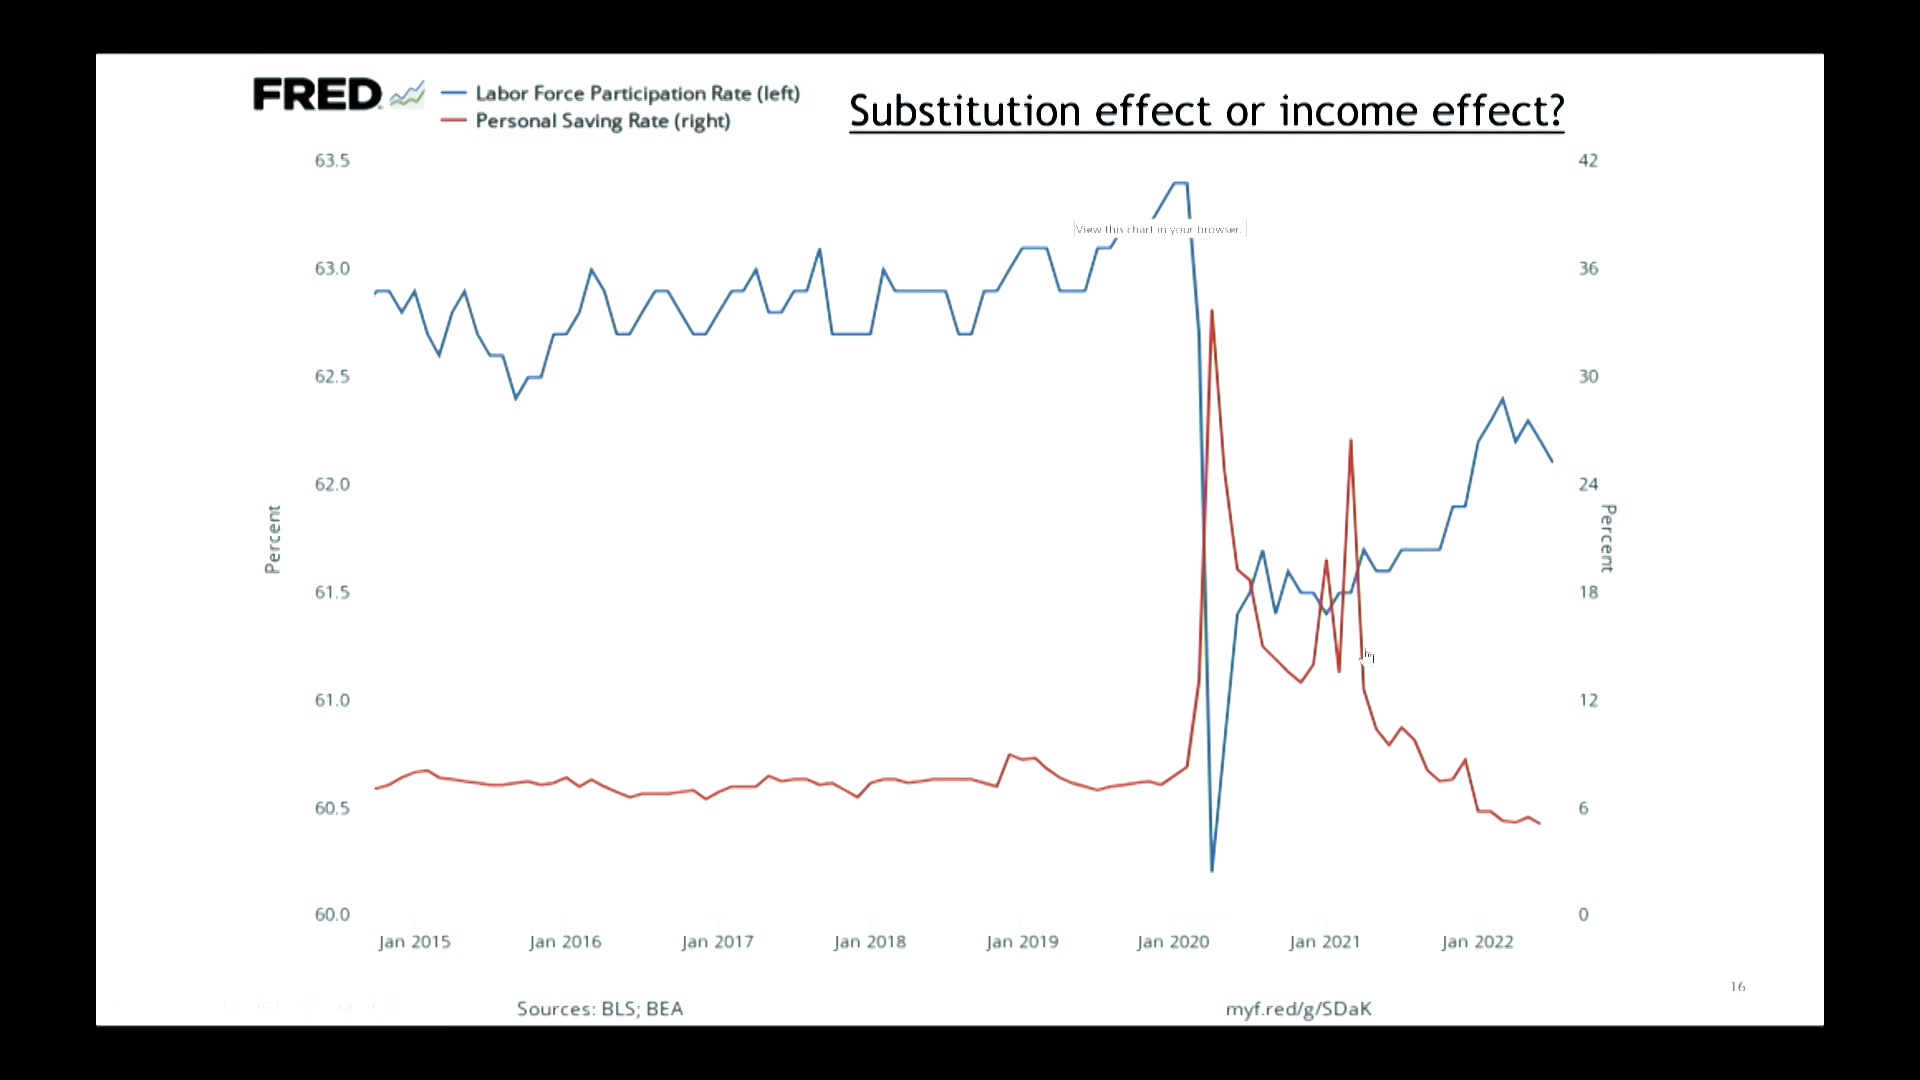 FRED
Labor Force Participation Rate (left)
Personal Saving Rate (right)
Substitution effect or income effect?
63.5
42
View this chart in your browser.
63.0
36
62.5
30
62.0
24
Percent
Percent
61.5
18
61.0
12
60.5
6
60.0
0
Jan 2015
Jan 2016
Jan 2017
Jan 2018
Jan 2019
Jan 2020
Jan 2021
Jan 2022
16
Sources: BLS; BEA
myf.red/g/SDaK